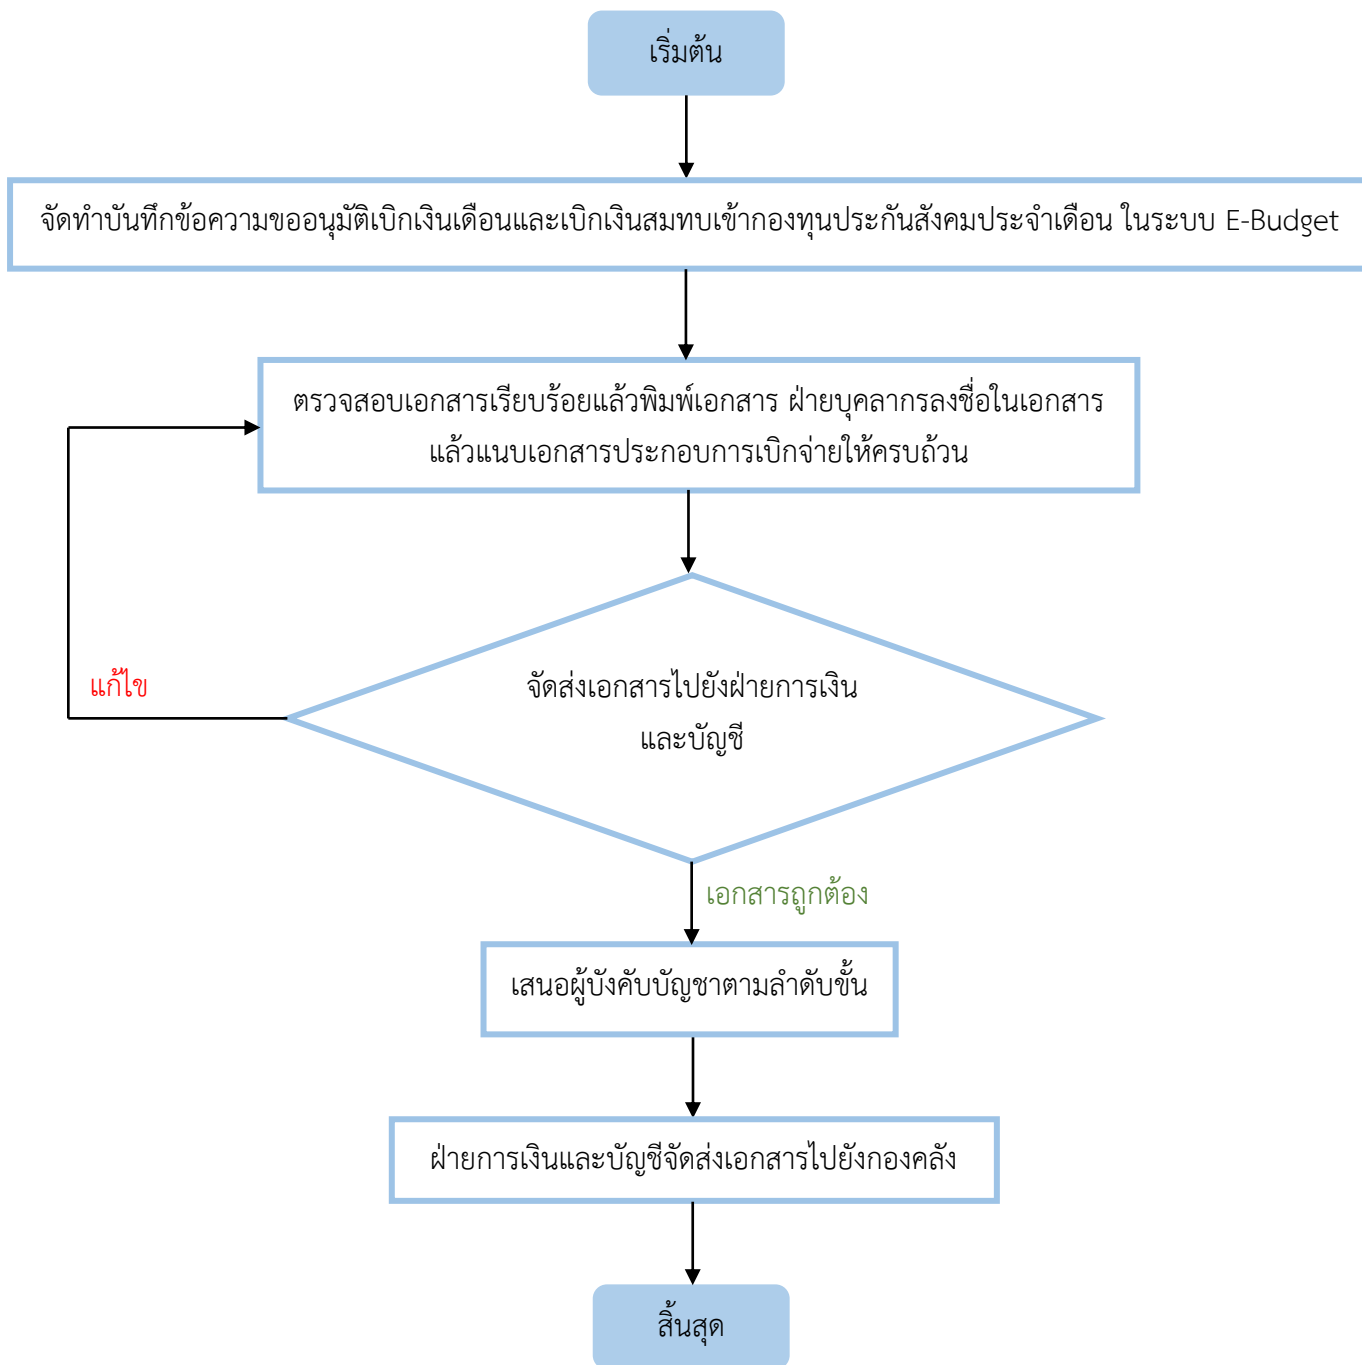 เริ่มต้น
จัดทำบันทึกข้อความขออนุมัติเบิกเงินเดือนและเบิกเงินสมทบเข้ากองทุนประกันสังคมประจำเดือน ในระบบ E-Budget
ตรวจสอบเอกสารเรียบร้อยแล้วพิมพ์เอกสาร ฝ่ายบุคลากรลงชื่อในเอกสาร
แล้วแนบเอกสารประกอบการเบิกจ่ายให้ครบถ้วน
แก้ไข
จัดส่งเอกสารไปยังฝ่ายการเงิน
และบัญชี
เอกสารถูกต้อง
เสนอผู้บังคับบัญชาตามลำดับขั้น
ฝ่ายการเงินและบัญชีจัดส่งเอกสารไปยังกองคลัง
สิ้นสุด